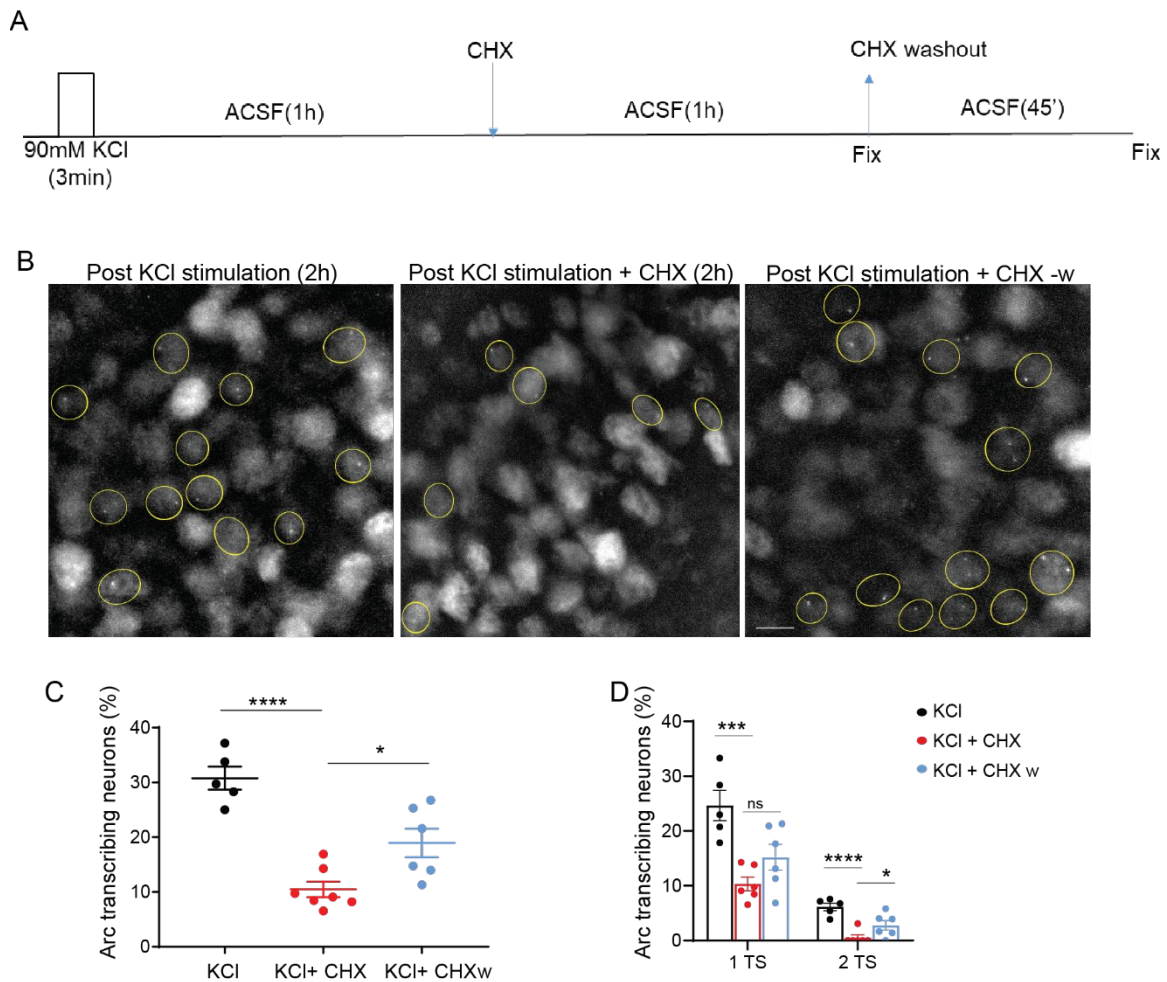 A
CHX
CHX washout
ACSF(1h)
ACSF(1h)
ACSF(45’)
90mM KCl
(3min)
Fix
Fix
B
Post KCl stimulation (2h)
Post KCl stimulation + CHX (2h)
Post KCl stimulation + CHX -w
C
Arc transcribing neurons (%)
40
30
20
10
0
****
*
KCl
KCl+ CHX
KCl+ CHXw
D
Arc transcribing neurons (%)
40
30
20
10
0
***
ns
****
*
1 TS
2 TS
KCl
KCl + CHX
KCl + CHX w